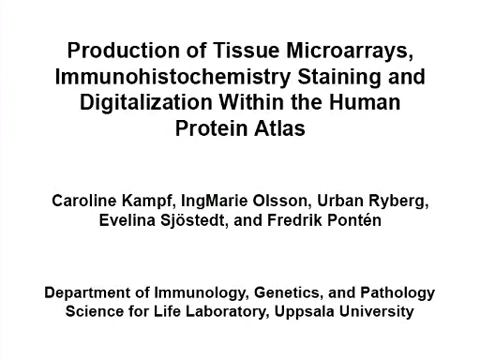 Production of Tissue Microarrays,
Immunohistochemistry Staining and
Digitalization Within the Human
Protein Atlas
Caroline Kampf, IngMarie Olsson, Urban Ryberg,
Evelina Sjöstedt, and Fredrik Pontén
Department of Immunology, Genetics, and Pathology
Science for Life Laboratory, Uppsala University